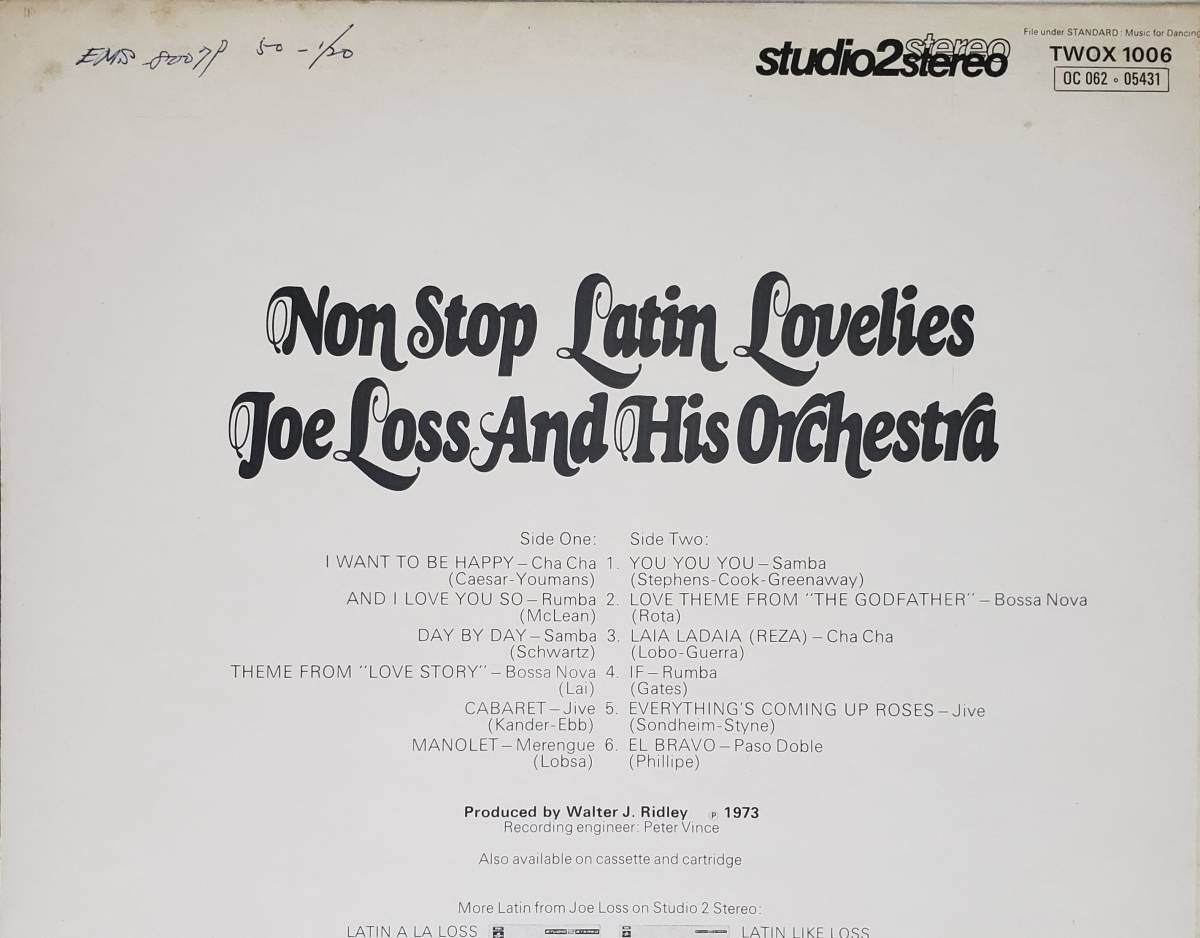 EMS 8007P 50-1/20
studio2stereo
stereo
File under STANDARD: Music for Dancing
TWOX 1006
OC 062 ∘ 05431
Non Stop Latin Lovelies
Joe Loss And His Orchestra
Side One: Side Two:
I WANT TO BE HAPPY – Cha Cha 1. YOU YOU YOU – Samba
(Caesar-Youmans) (Stephens-Cook-Greenaway)
AND I LOVE YOU SO – Rumba 2. LOVE THEME FROM "THE GODFATHER" – Bossa Nova
(McLean) (Rota)
DAY BY DAY – Samba 3. LAIA LADAIA (REZA) – Cha Cha
(Schwartz) (Lobo-Guerra)
THEME FROM "LOVE STORY" – Bossa Nova 4. IF – Rumba
(Lai) (Gates)
CABARET – Jive 5. EVERYTHING'S COMING UP ROSES – Jive
(Kander-Ebb) (Sondheim-Styne)
MANOLET – Merengue 6. EL BRAVO – Paso Doble
(Lobsa) (Phillipe)
Produced by Walter J. Ridley ℗ 1973
Recording engineer: Peter Vince
Also available on cassette and cartridge
More Latin from Joe Loss on Studio 2 Stereo:
LATIN A LA LOSS LATIN LIKE LOSS